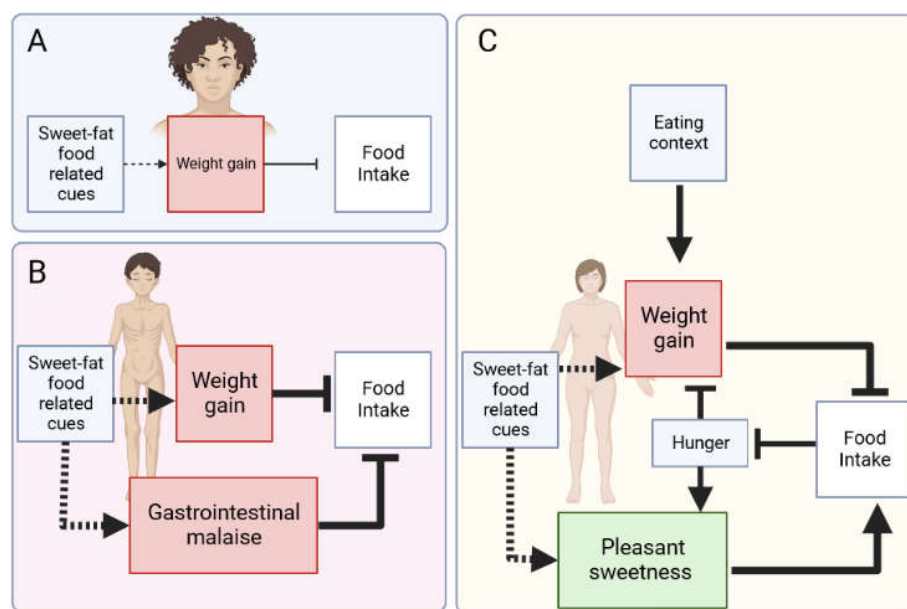 A
Sweet-fat
food
related
cues
Weight gain
Food
Intake
B
Sweet-fat
food
related
cues
Weight
gain
Food
Intake
Gastrointestinal
malaise
C
Eating
context
Weight
gain
Sweet-fat
food
related
cues
Hunger
Food
Intake
Pleasant
sweetness